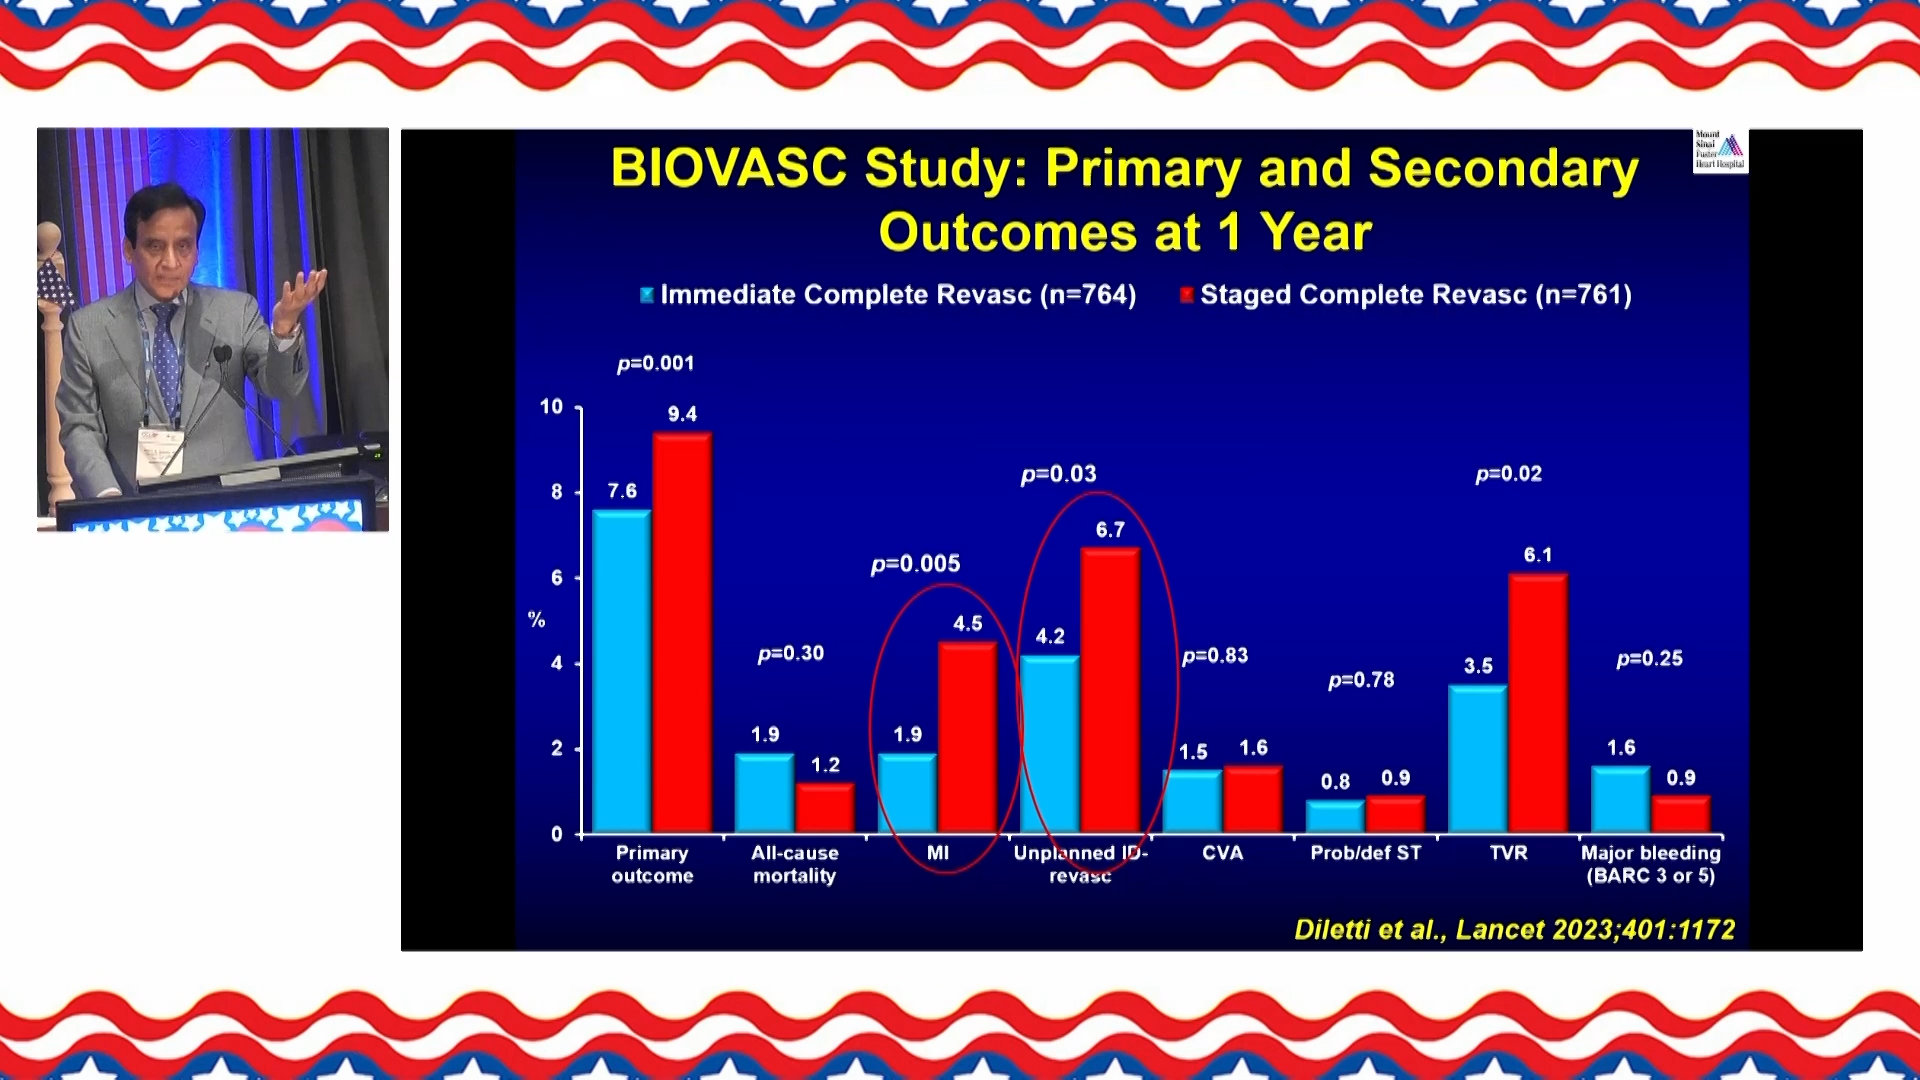 Mount
Sinai
Fuster
Heart Hospital
BIOVASC Study: Primary and Secondary
Outcomes at 1 Year
Immediate Complete Revasc (n=764) Staged Complete Revasc (n=761)
p=0.001
10
9.4
8
7.6
p=0.03
p=0.02
6.7
6.1
6
p=0.005
%
4.5
4.2
3.5
4
p=0.30
p=0.83
p=0.78
p=0.25
2
1.9
1.2
1.9
1.5
1.6
0.8
0.9
1.6
0.9
0
Primary
outcome
All-cause
mortality
MI
Unplanned ID-
revasc
CVA
Prob/def ST
TVR
Major bleeding
(BARC 3 or 5)
Diletti et al., Lancet 2023;401:1172